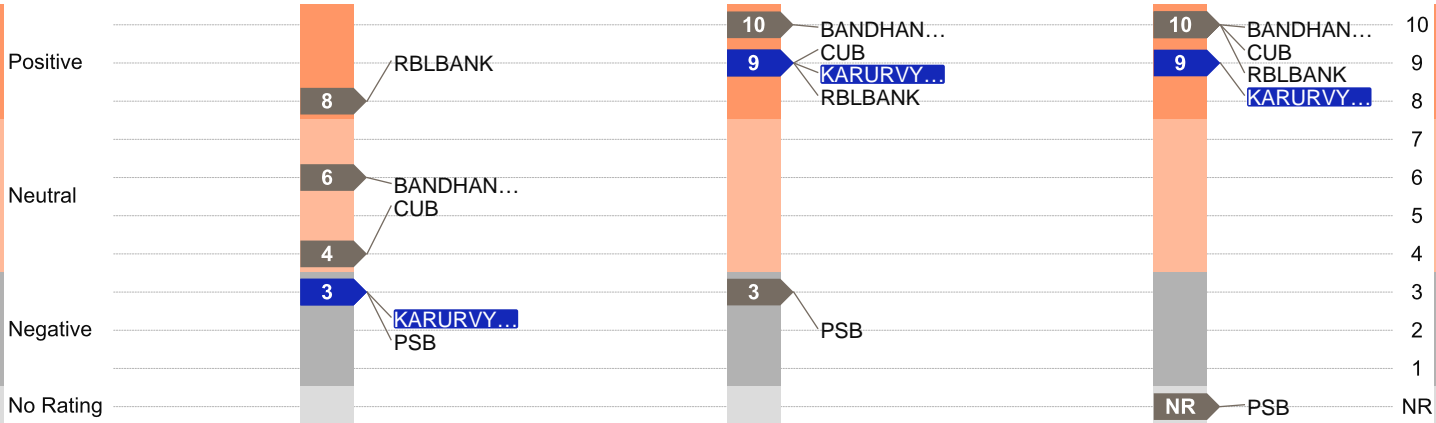 Positive
Neutral
Negative
No Rating
8
RBLBANK
6
BANDHAN...
CUB
4
3
KARURVY...
PSB
10
BANDHAN...
CUB
9
KARURVY...
RBLBANK
3
PSB
10
BANDHAN...
CUB
9
RBLBANK
KARURVY...
NR
PSB
10
9
8
7
6
5
4
3
2
1
NR